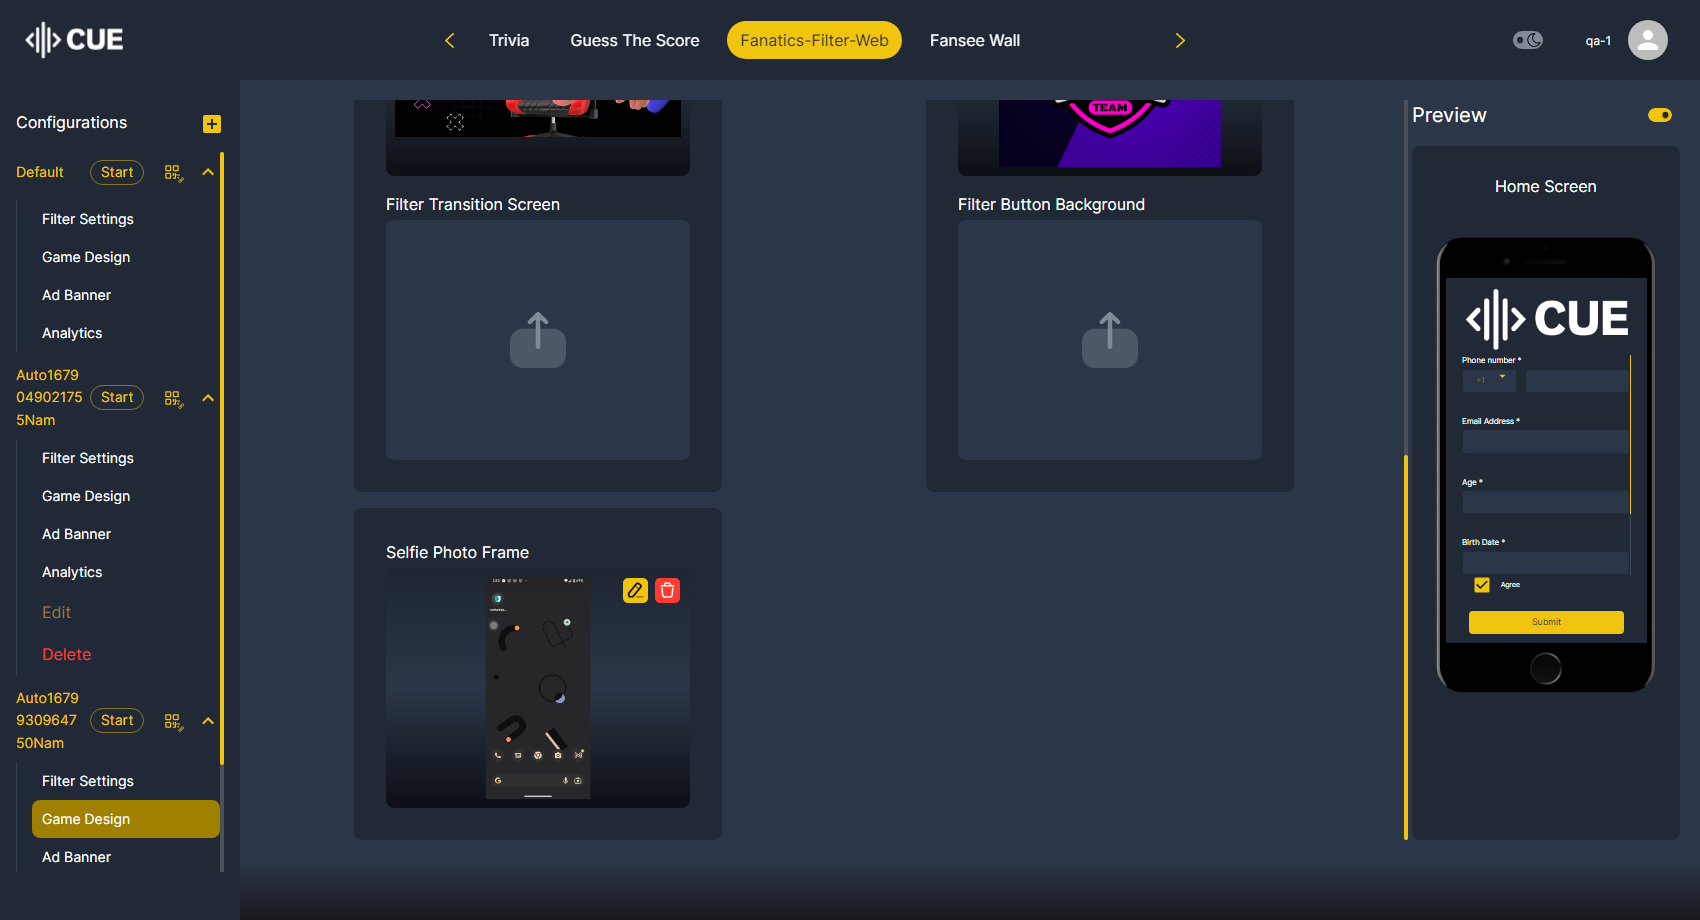 CUE
Trivia
Guess The Score
Fanatics-Filter-Web
Fansee Wall
qa-1
Configurations
Default
Start
Filter Settings
Game Design
Ad Banner
Analytics
Auto1679
04902175
5Nam
Start
Filter Settings
Game Design
Ad Banner
Analytics
Edit
Delete
Auto1679
9309647
50Nam
Start
Filter Settings
Game Design
Ad Banner
TEAM
Filter Transition Screen
Filter Button Background
Selfie Photo Frame
Preview
Home Screen
CUE
Phone number *
+1
Email Address *
Age *
Birth Date *
Agree
Submit